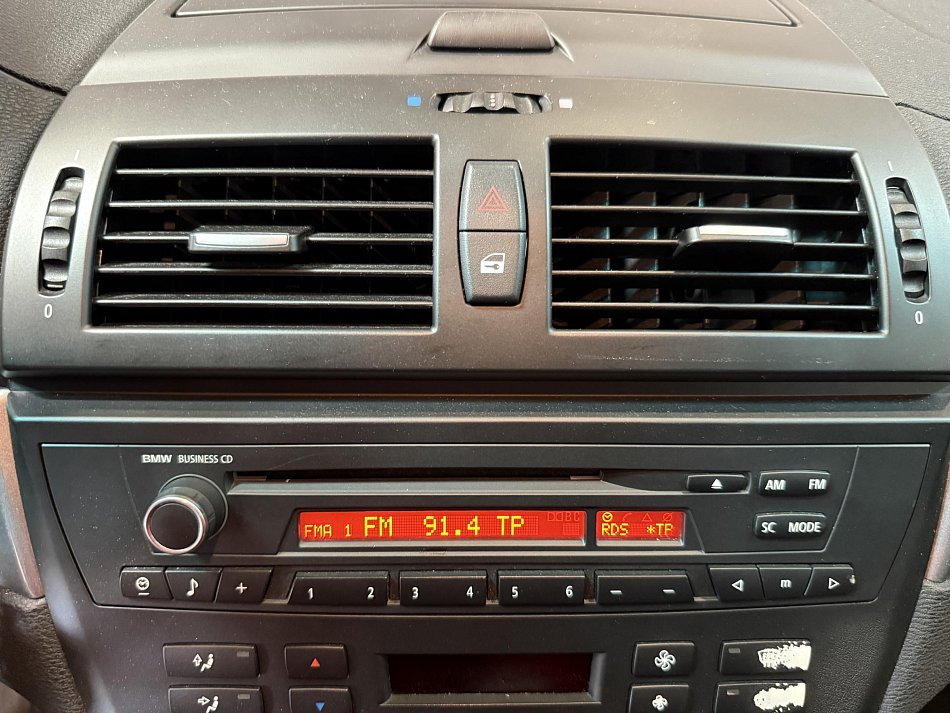 0
0
BMW BUSINESS CD
AM FM
FMA 1 FM 91.4 TP
RDS *TP
SC MODE
+
1 2 3 4 5 6 – –
m